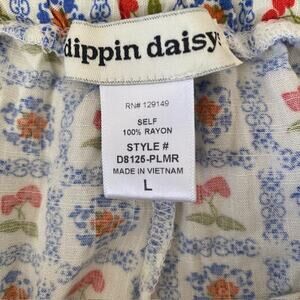 dippin daisys
RN# 129149
SELF
100% RAYON
STYLE #
D8125-PLMR
MADE IN VIETNAM
L